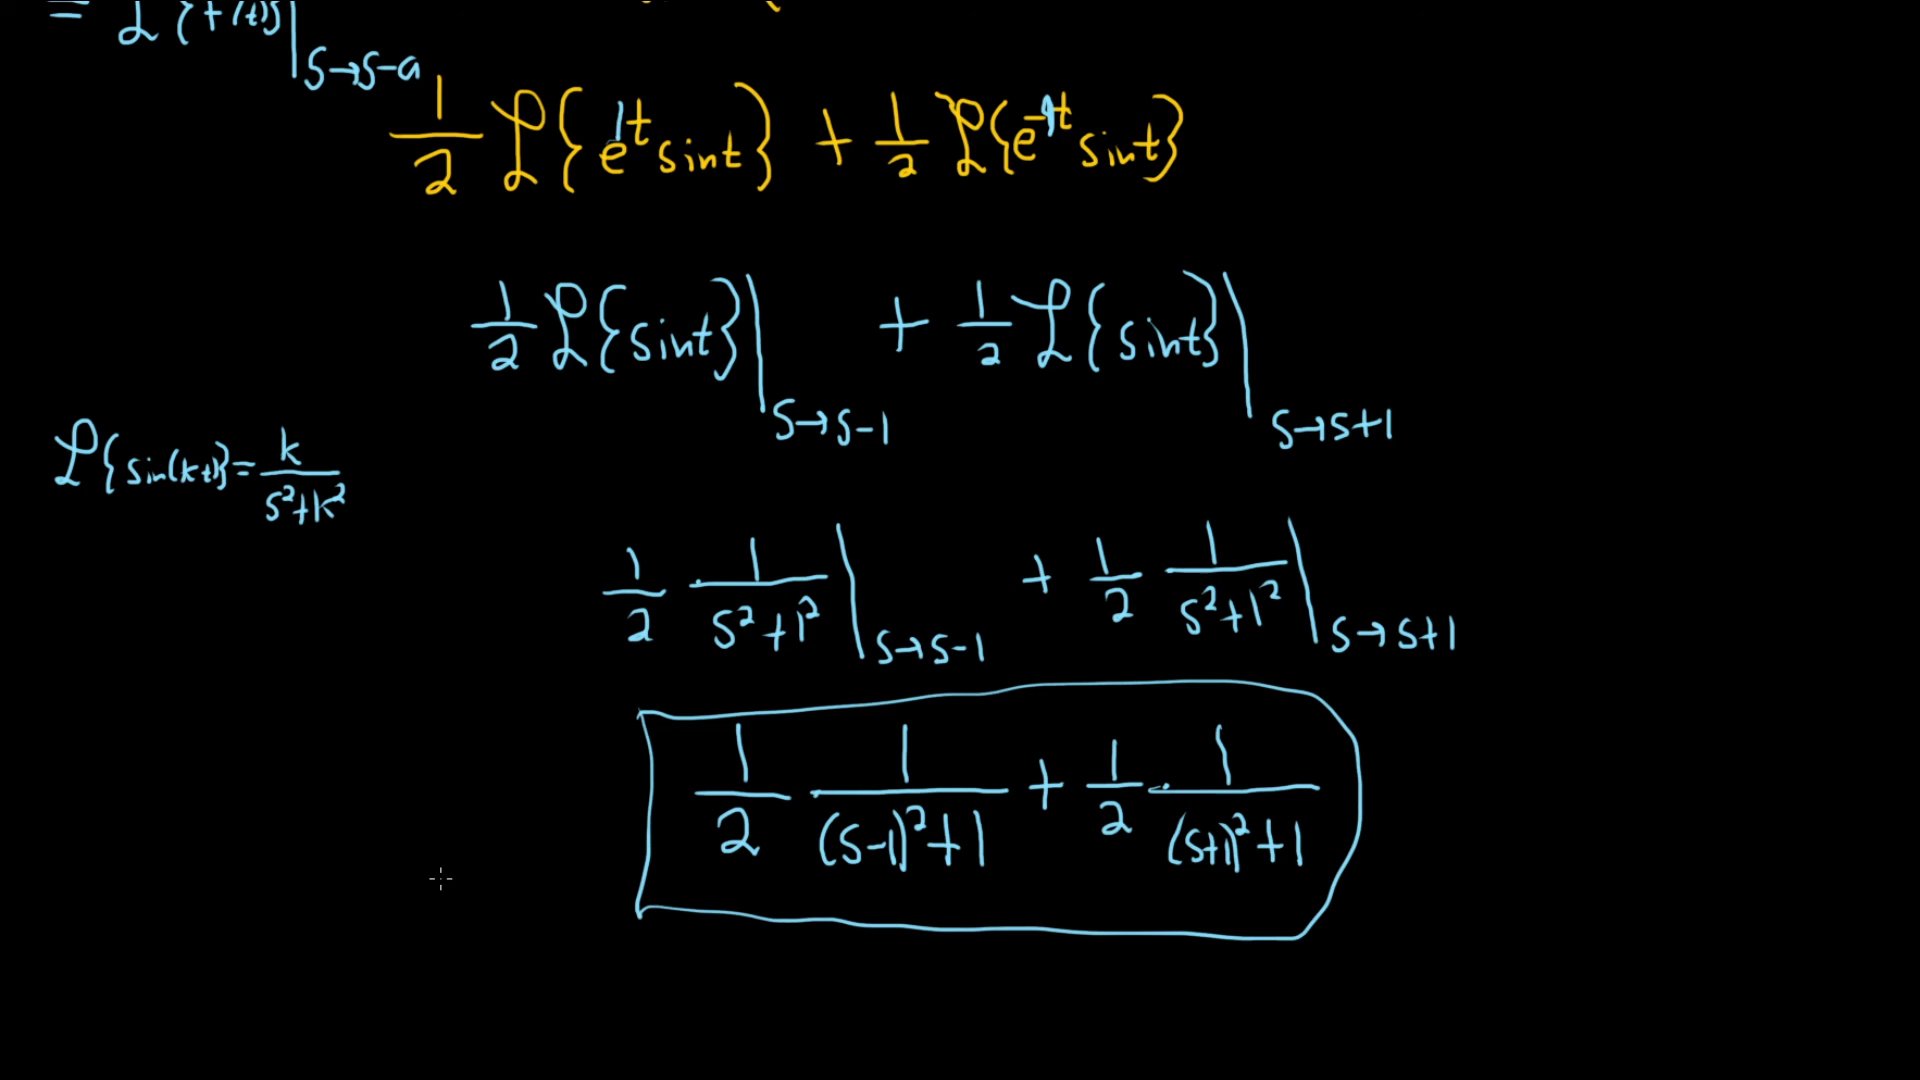 = ℒ{f(t)}|ₛ→ₛ₋ₐ
1/2 ℒ{e^{1t} sint} + 1/2 ℒ{e^{-1t} sint}
1/2 ℒ{sint}| s→s-1 + 1/2 ℒ{sint}| s→s+1
ℒ{sin(kt)} = k/(s²+k²)
1/2 · 1/(s²+1²)| s→s-1 + 1/2 · 1/(s²+1²)| s→s+1
1/2 · 1/((s-1)²+1) + 1/2 · 1/((s+1)²+1)